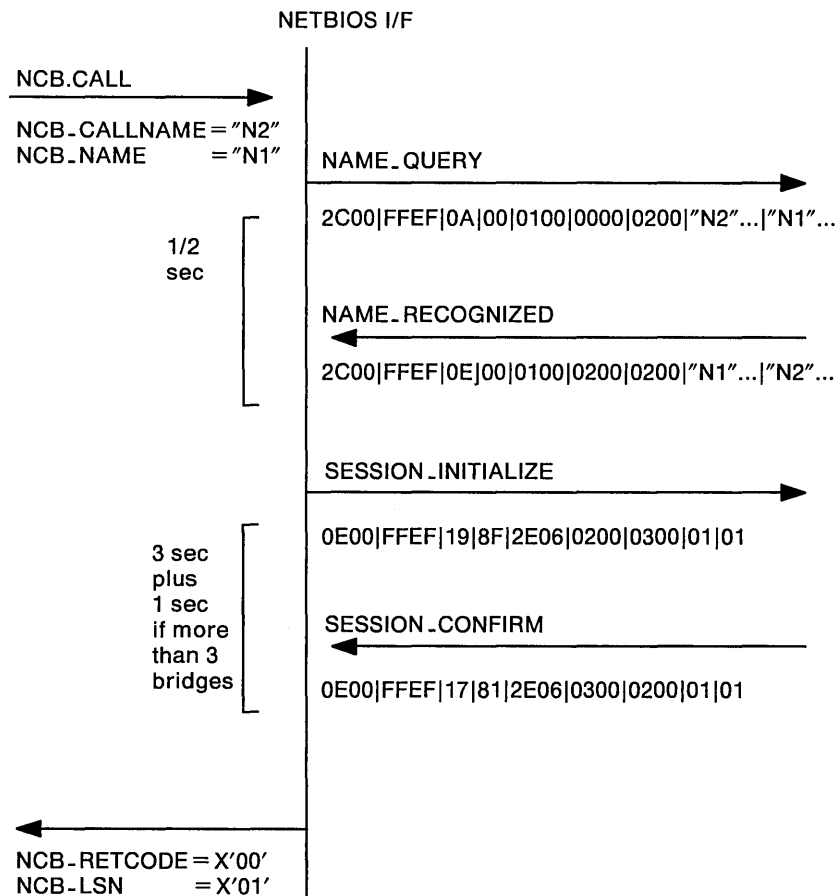 NETBIOS I/F
NCB.CALL
NCB_CALLNAME="N2"
NCB_NAME ="N1"
NAME_QUERY
2C00|FFEF|0A|00|0100|0000|0200|"N2"...|"N1"...
1/2
sec
NAME_RECOGNIZED
2C00|FFEF|0E|00|0100|0200|0200|"N1"...|"N2"...
SESSION_INITIALIZE
0E00|FFEF|19|8F|2E06|0200|0300|01|01
3 sec
plus
1 sec
if more
than 3
bridges
SESSION_CONFIRM
0E00|FFEF|17|81|2E06|0300|0200|01|01
NCB_RETCODE=X'00'
NCB_LSN =X'01'